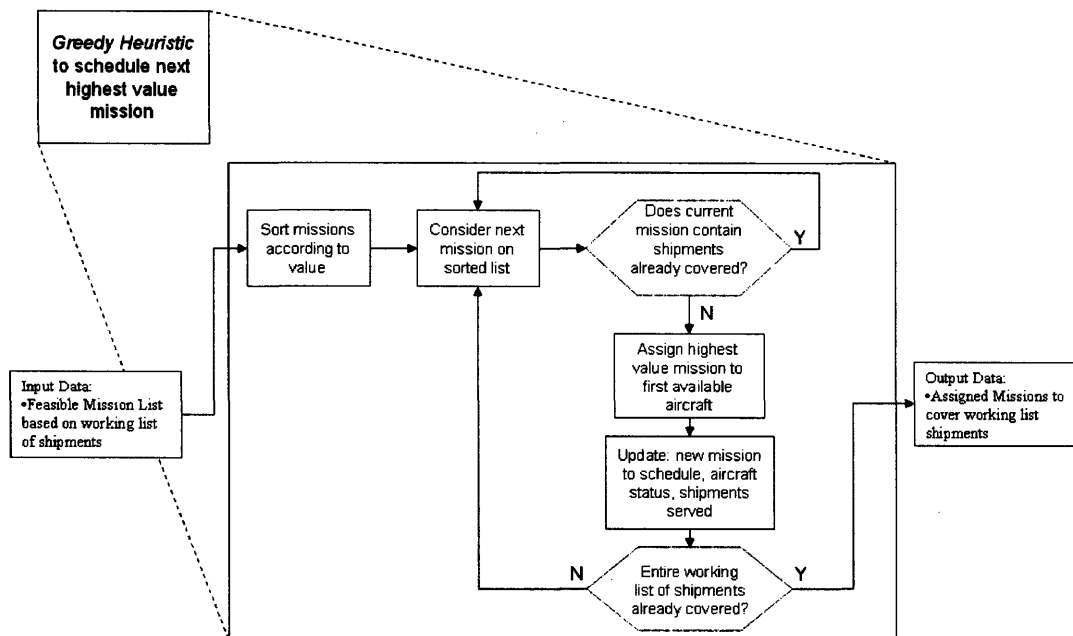 Greedy Heuristic
to schedule next
highest value
mission
Sort missions
according to
value
Consider next
mission on
sorted list
Does current
mission contain
shipments
already covered?
Y
N
Assign highest
value mission to
first available
aircraft
Input Data:
•Feasible Mission List
based on working list
of shipments
Output Data:
•Assigned Missions to
cover working list
shipments
Update: new mission
to schedule, aircraft
status, shipments
served
N
Entire working
list of shipments
already covered?
Y